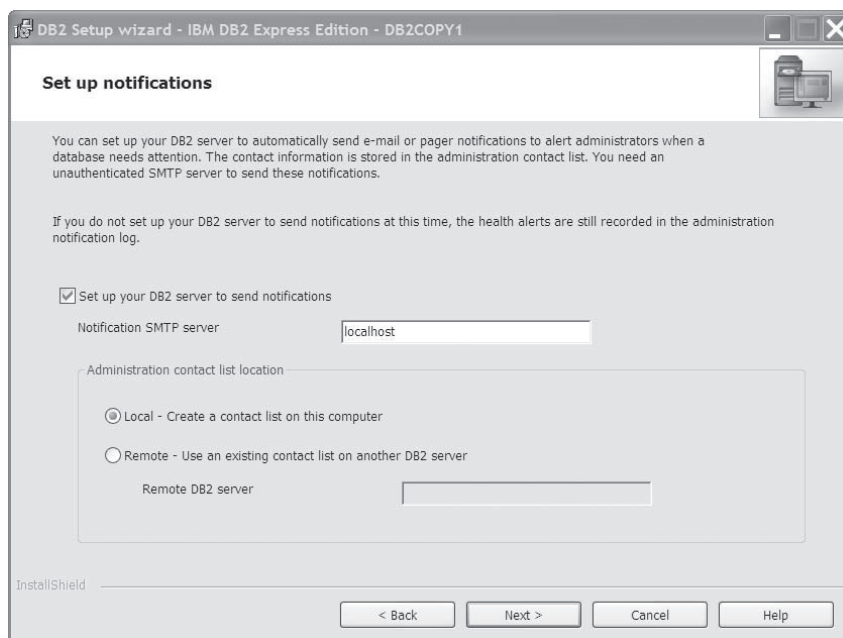 DB2 Setup wizard - IBM DB2 Express Edition - DB2COPY1
Set up notifications
You can set up your DB2 server to automatically send e-mail or pager notifications to alert administrators when a
database needs attention. The contact information is stored in the administration contact list. You need an
unauthenticated SMTP server to send these notifications.
If you do not set up your DB2 server to send notifications at this time, the health alerts are still recorded in the administration
notification log.
Set up your DB2 server to send notifications
Notification SMTP server
localhost
Administration contact list location
Local - Create a contact list on this computer
Remote - Use an existing contact list on another DB2 server
Remote DB2 server
InstallShield
< Back
Next >
Cancel
Help